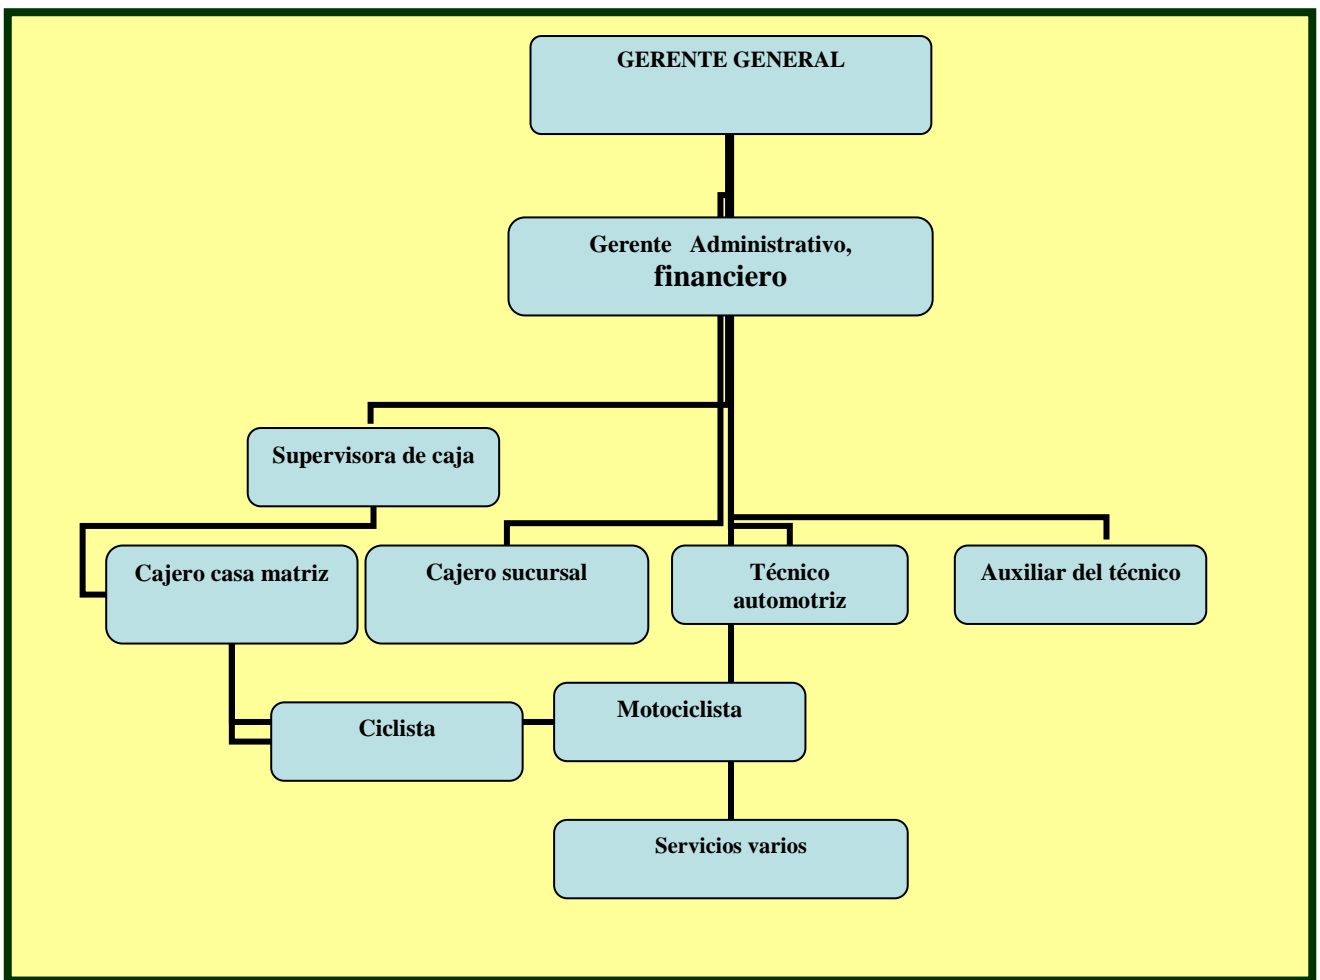 GERENTE GENERAL
Gerente Administrativo,
financiero
Supervisora de caja
Cajero casa matriz
Cajero sucursal
Técnico
automotriz
Auxiliar del técnico
Ciclista
Motociclista
Servicios varios